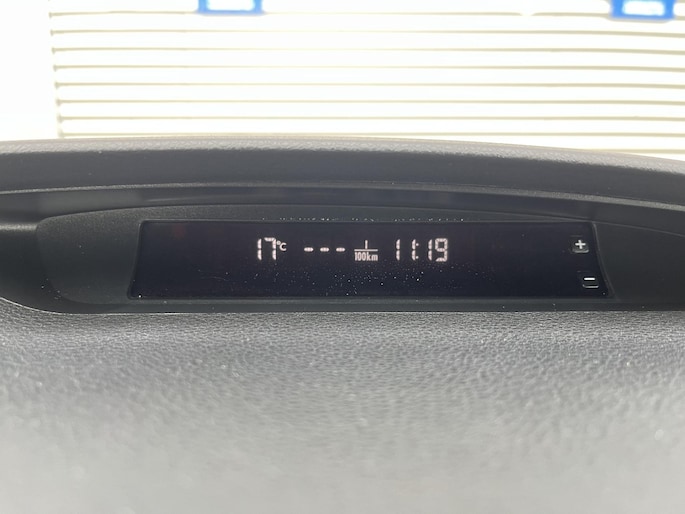 17°C --- l/100km 11:19 +
-